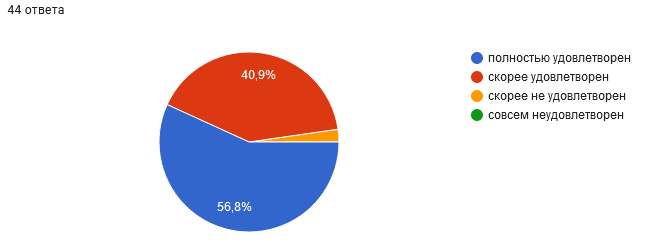 44 ответа
40,9%
56,8%
полностью удовлетворен
скорее удовлетворен
скорее не удовлетворен
совсем неудовлетворен